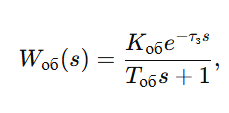 W_об(s) = K_об e^{-τ_з s} / (T_об s + 1),